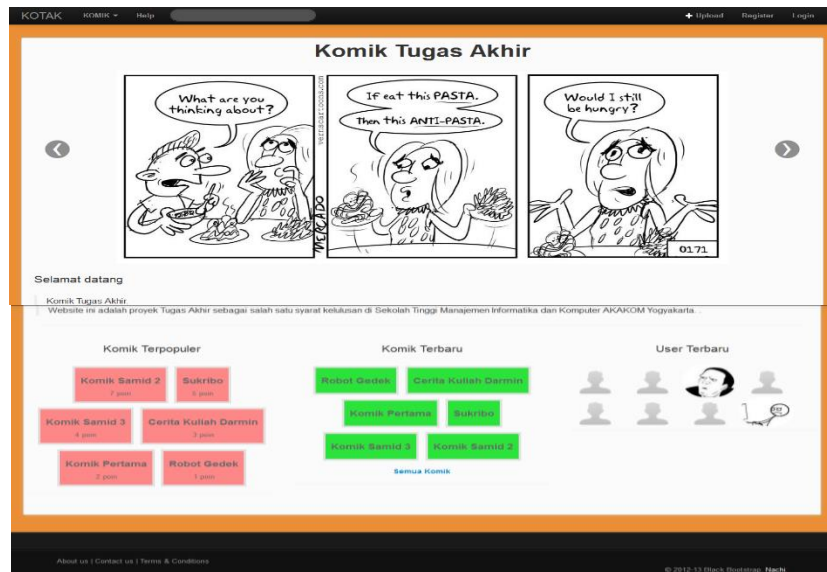 KOTAK KOMIK Help + Upload Register Login
Komik Tugas Akhir
What are you
thinking about?
If eat this PASTA.
Then this ANTI-PASTA.
Would I still
be hungry?
MERCADO
0171
Selamat datang
Komik Tugas Akhir.
Website ini adalah proyek Tugas Akhir sebagai salah satu syarat kelulusan di Sekolah Tinggi Manajemen Informatika dan Komputer AKAKOM Yogyakarta. .
Komik Terpopuler
Komik Samid 2 Sukribo
7 poin 6 poin
Komik Samid 3 Cerita Kuliah Darmin
4 poin 3 poin
Komik Pertama Robot Gedek
2 poin 1 poin
Komik Terbaru
Robot Gedek Cerita Kuliah Darmin
Komik Pertama Sukribo
Komik Samid 3 Komik Samid 2
Semua Komik
User Terbaru
About us | Contact us | Terms & Conditions
© 2012-13 Black Bootstrap. Nachi